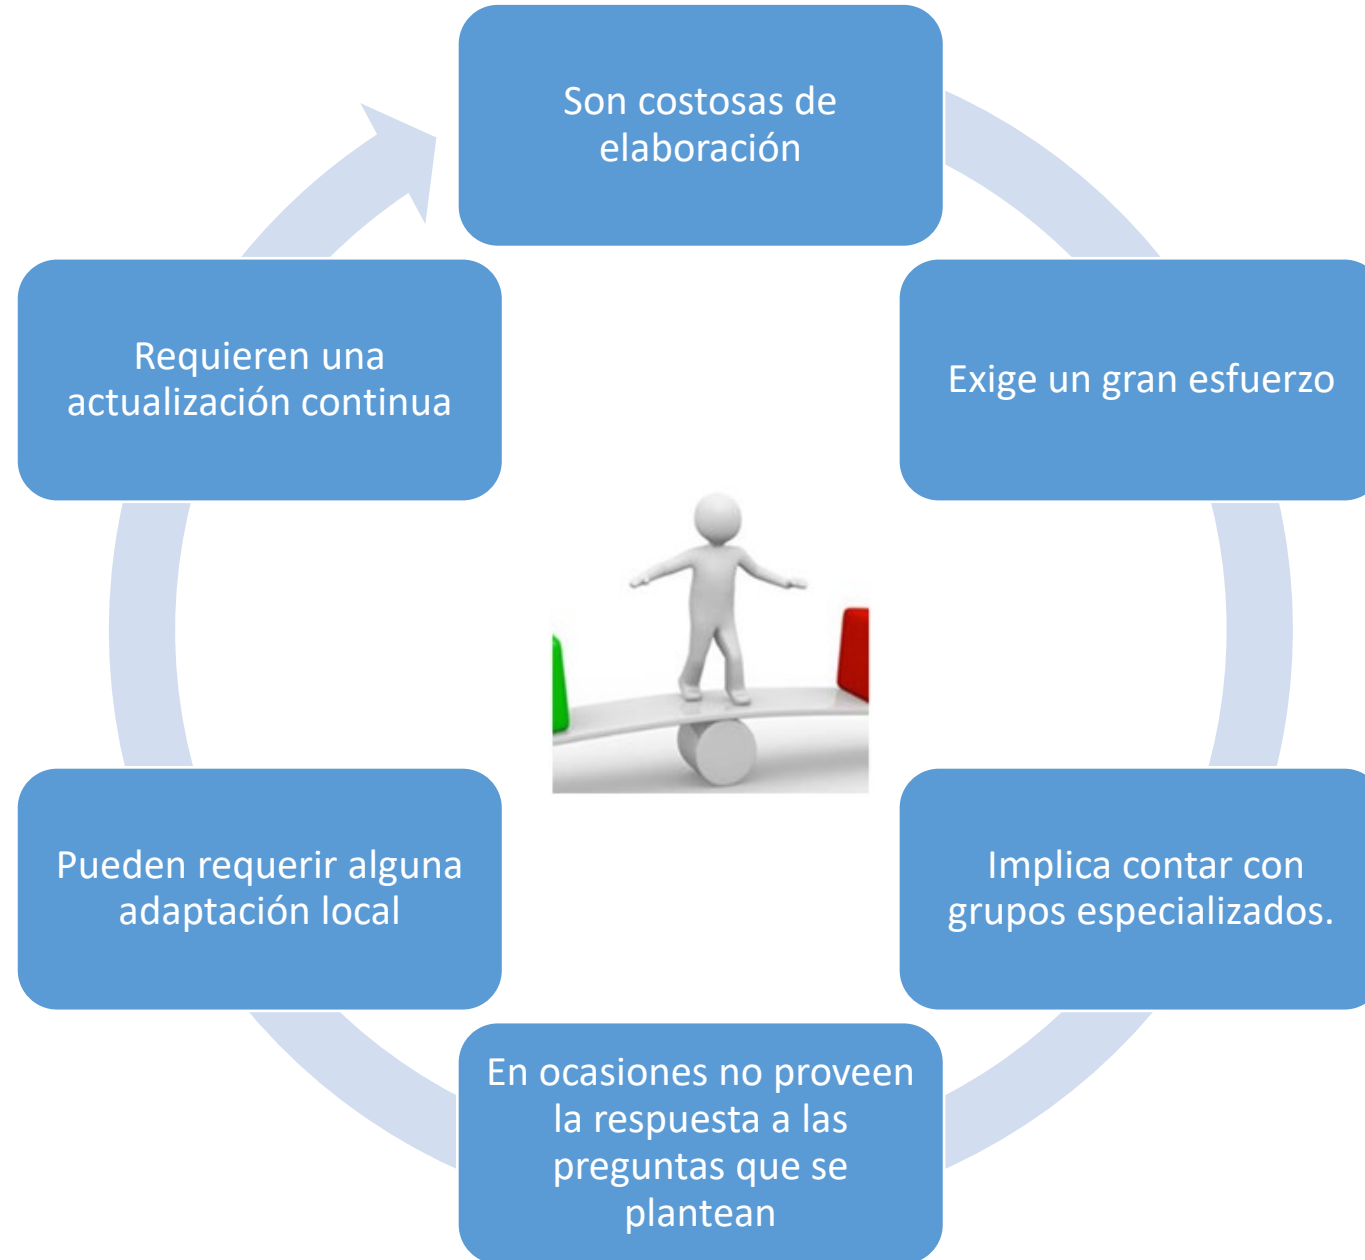 Son costosas de
elaboración
Exige un gran esfuerzo
Implica contar con
grupos especializados.
En ocasiones no proveen
la respuesta a las
preguntas que se
plantean
Pueden requerir alguna
adaptación local
Requieren una
actualización continua